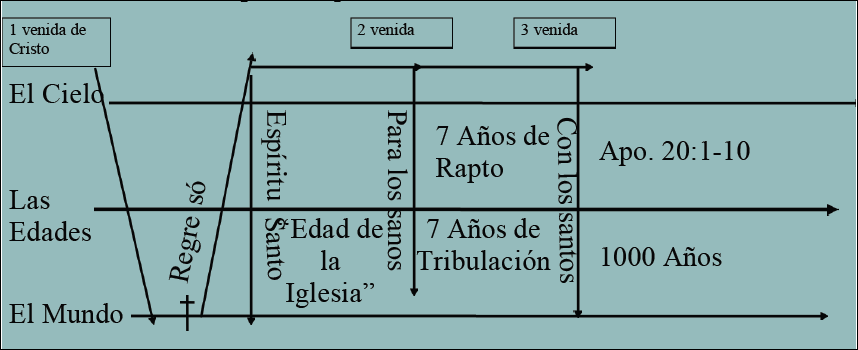 1 venida de
Cristo
2 venida
3 venida
El Cielo
Espíritu Santo
Para los sanos
7 Años de
Rapto
Con los santos
Apo. 20:1-10
Las
Edades
Regre só
“Edad de
la
Iglesia”
7 Años de
Tribulación
1000 Años
El Mundo